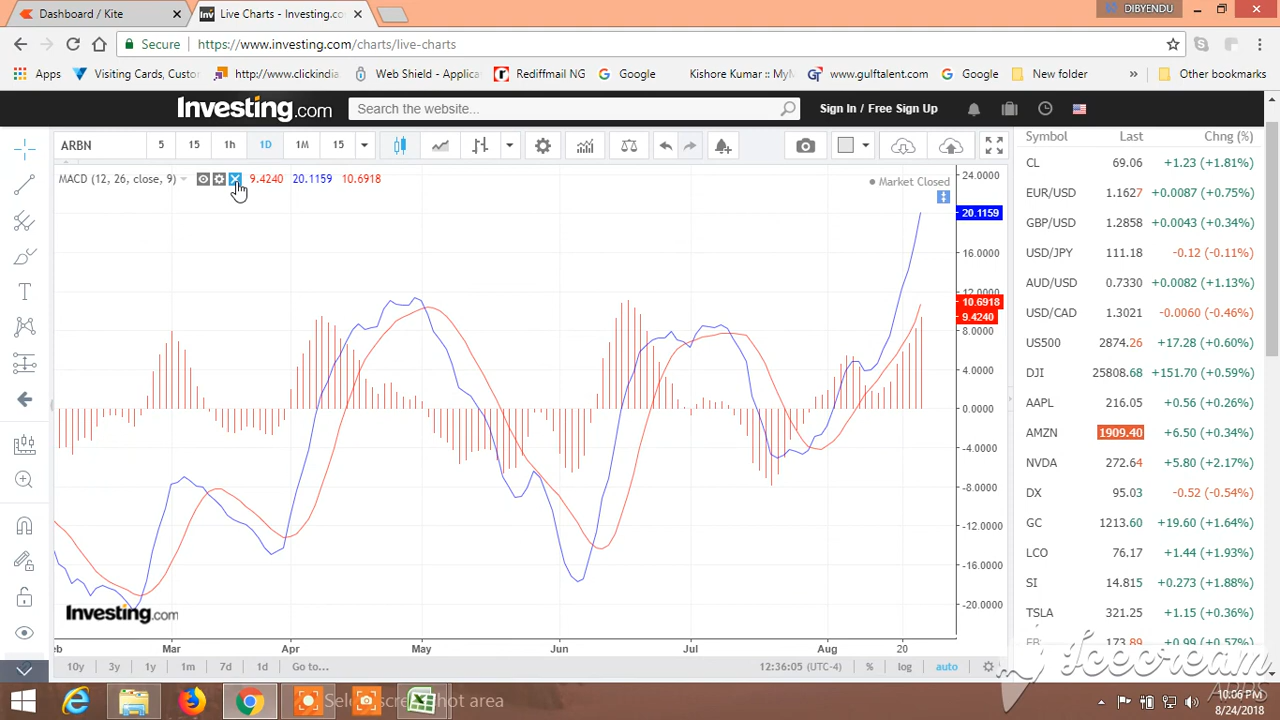 Dashboard / Kite
Live Charts - Investing.co
DIBYENDU
Secure
https://www.investing.com/charts/live-charts
Apps
Visiting Cards, Custo
http://www.clickindia
Web Shield - Applica
Rediffmail NG
Google
Kishore Kumar :: MyM
www.gulftalent.com
Google
New folder
»
Other bookmarks
Investing.com
Search the website...
Sign In / Free Sign Up
ARBN
5
15
1h
1D
1M
15
MACD (12, 26, close, 9)
9.4240
20.1159
10.6918
Market Closed
24.0000
20.1159
16.0000
12.0000
10.6918
9.4240
8.0000
4.0000
0.0000
-4.0000
-8.0000
-12.0000
-16.0000
-20.0000
Investing.com
Mar
Apr
May
Jun
Jul
Aug
20
10y
3y
1y
1m
7d
1d
Go to...
12:36:05 (UTC-4)
%
log
auto
Symbol Last Chng (%)
CL 69.06 +1.23 (+1.81%)
EUR/USD 1.1627 +0.0087 (+0.75%)
GBP/USD 1.2858 +0.0043 (+0.34%)
USD/JPY 111.18 -0.12 (-0.11%)
AUD/USD 0.7330 +0.0082 (+1.13%)
USD/CAD 1.3021 -0.0060 (-0.46%)
US500 2874.26 +17.28 (+0.60%)
DJI 25808.68 +151.70 (+0.59%)
AAPL 216.05 +0.56 (+0.26%)
AMZN 1909.40 +6.50 (+0.34%)
NVDA 272.64 +5.80 (+2.17%)
DX 95.03 -0.52 (-0.54%)
GC 1213.60 +19.60 (+1.64%)
LCO 76.17 +1.44 (+1.93%)
SI 14.815 +0.273 (+1.88%)
TSLA 321.25 +1.15 (+0.36%)
173.89 +0.99 (+0.57%)
Icecream
APPS
Select screenshot area
10:06 PM
8/24/2018